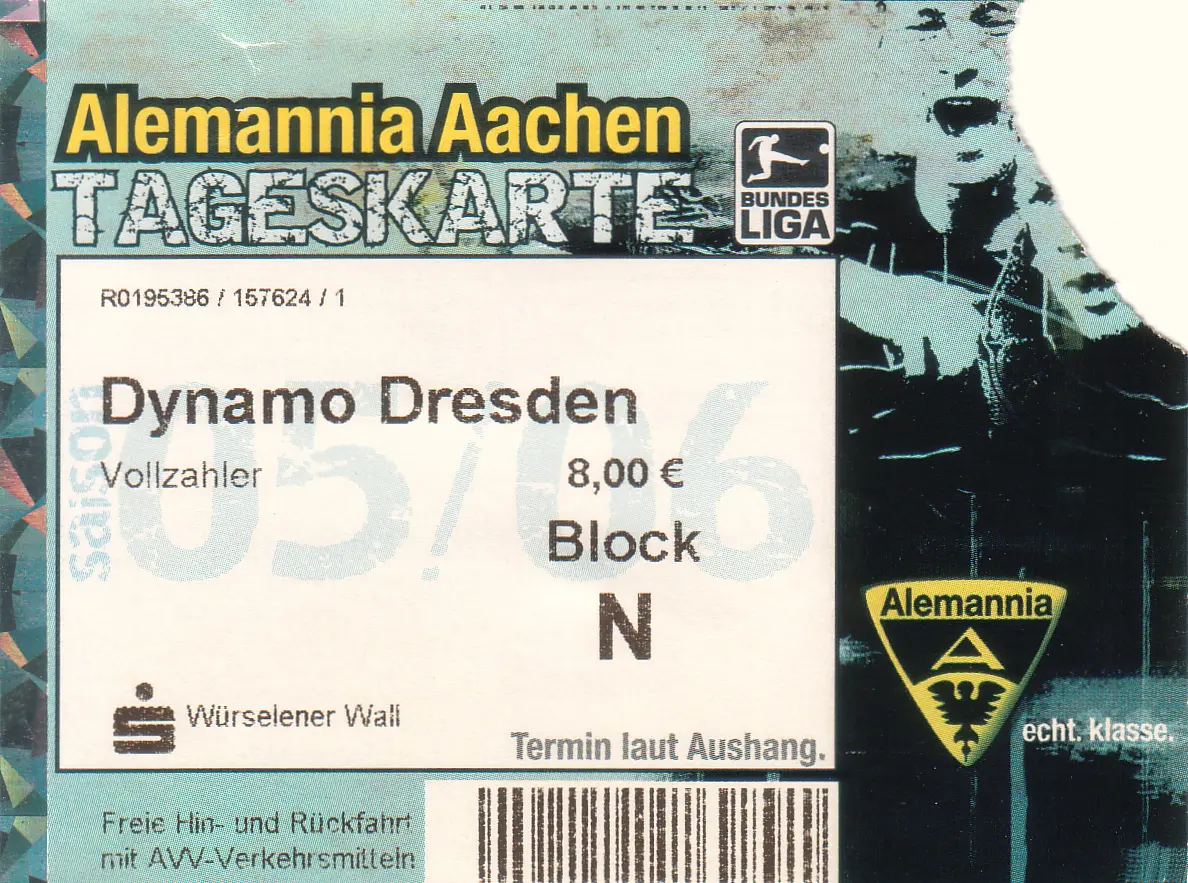 Alemannia Aachen
TAGESKARTE
BUNDES
LIGA
R0195386 / 157624 / 1
saison 05/06
Dynamo Dresden
Vollzahler
8,00 €
Block
N
Würselener Wall
Termin laut Aushang.
Alemannia
A
echt. klasse.
Freie Hin- und Rückfahrt
mit AVV-Verkehrsmitteln